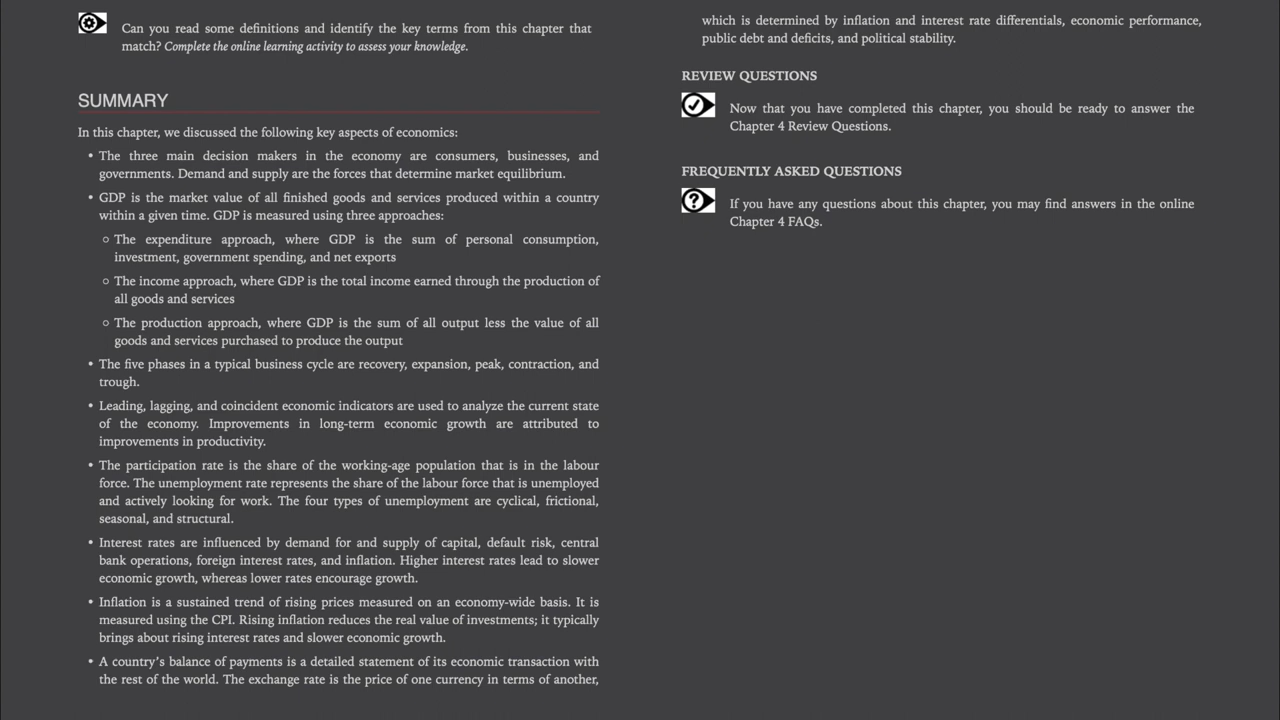 Can you read some definitions and identify the key terms from this chapter that
match? Complete the online learning activity to assess your knowledge.
SUMMARY
In this chapter, we discussed the following key aspects of economics:
• The three main decision makers in the economy are consumers, businesses, and
governments. Demand and supply are the forces that determine market equilibrium.
• GDP is the market value of all finished goods and services produced within a country
within a given time. GDP is measured using three approaches:
○ The expenditure approach, where GDP is the sum of personal consumption,
investment, government spending, and net exports
○ The income approach, where GDP is the total income earned through the production of
all goods and services
○ The production approach, where GDP is the sum of all output less the value of all
goods and services purchased to produce the output
• The five phases in a typical business cycle are recovery, expansion, peak, contraction, and
trough.
• Leading, lagging, and coincident economic indicators are used to analyze the current state
of the economy. Improvements in long-term economic growth are attributed to
improvements in productivity.
• The participation rate is the share of the working-age population that is in the labour
force. The unemployment rate represents the share of the labour force that is unemployed
and actively looking for work. The four types of unemployment are cyclical, frictional,
seasonal, and structural.
• Interest rates are influenced by demand for and supply of capital, default risk, central
bank operations, foreign interest rates, and inflation. Higher interest rates lead to slower
economic growth, whereas lower rates encourage growth.
• Inflation is a sustained trend of rising prices measured on an economy-wide basis. It is
measured using the CPI. Rising inflation reduces the real value of investments; it typically
brings about rising interest rates and slower economic growth.
• A country's balance of payments is a detailed statement of its economic transaction with
the rest of the world. The exchange rate is the price of one currency in terms of another,
which is determined by inflation and interest rate differentials, economic performance,
public debt and deficits, and political stability.
REVIEW QUESTIONS
Now that you have completed this chapter, you should be ready to answer the
Chapter 4 Review Questions.
FREQUENTLY ASKED QUESTIONS
If you have any questions about this chapter, you may find answers in the online
Chapter 4 FAQs.